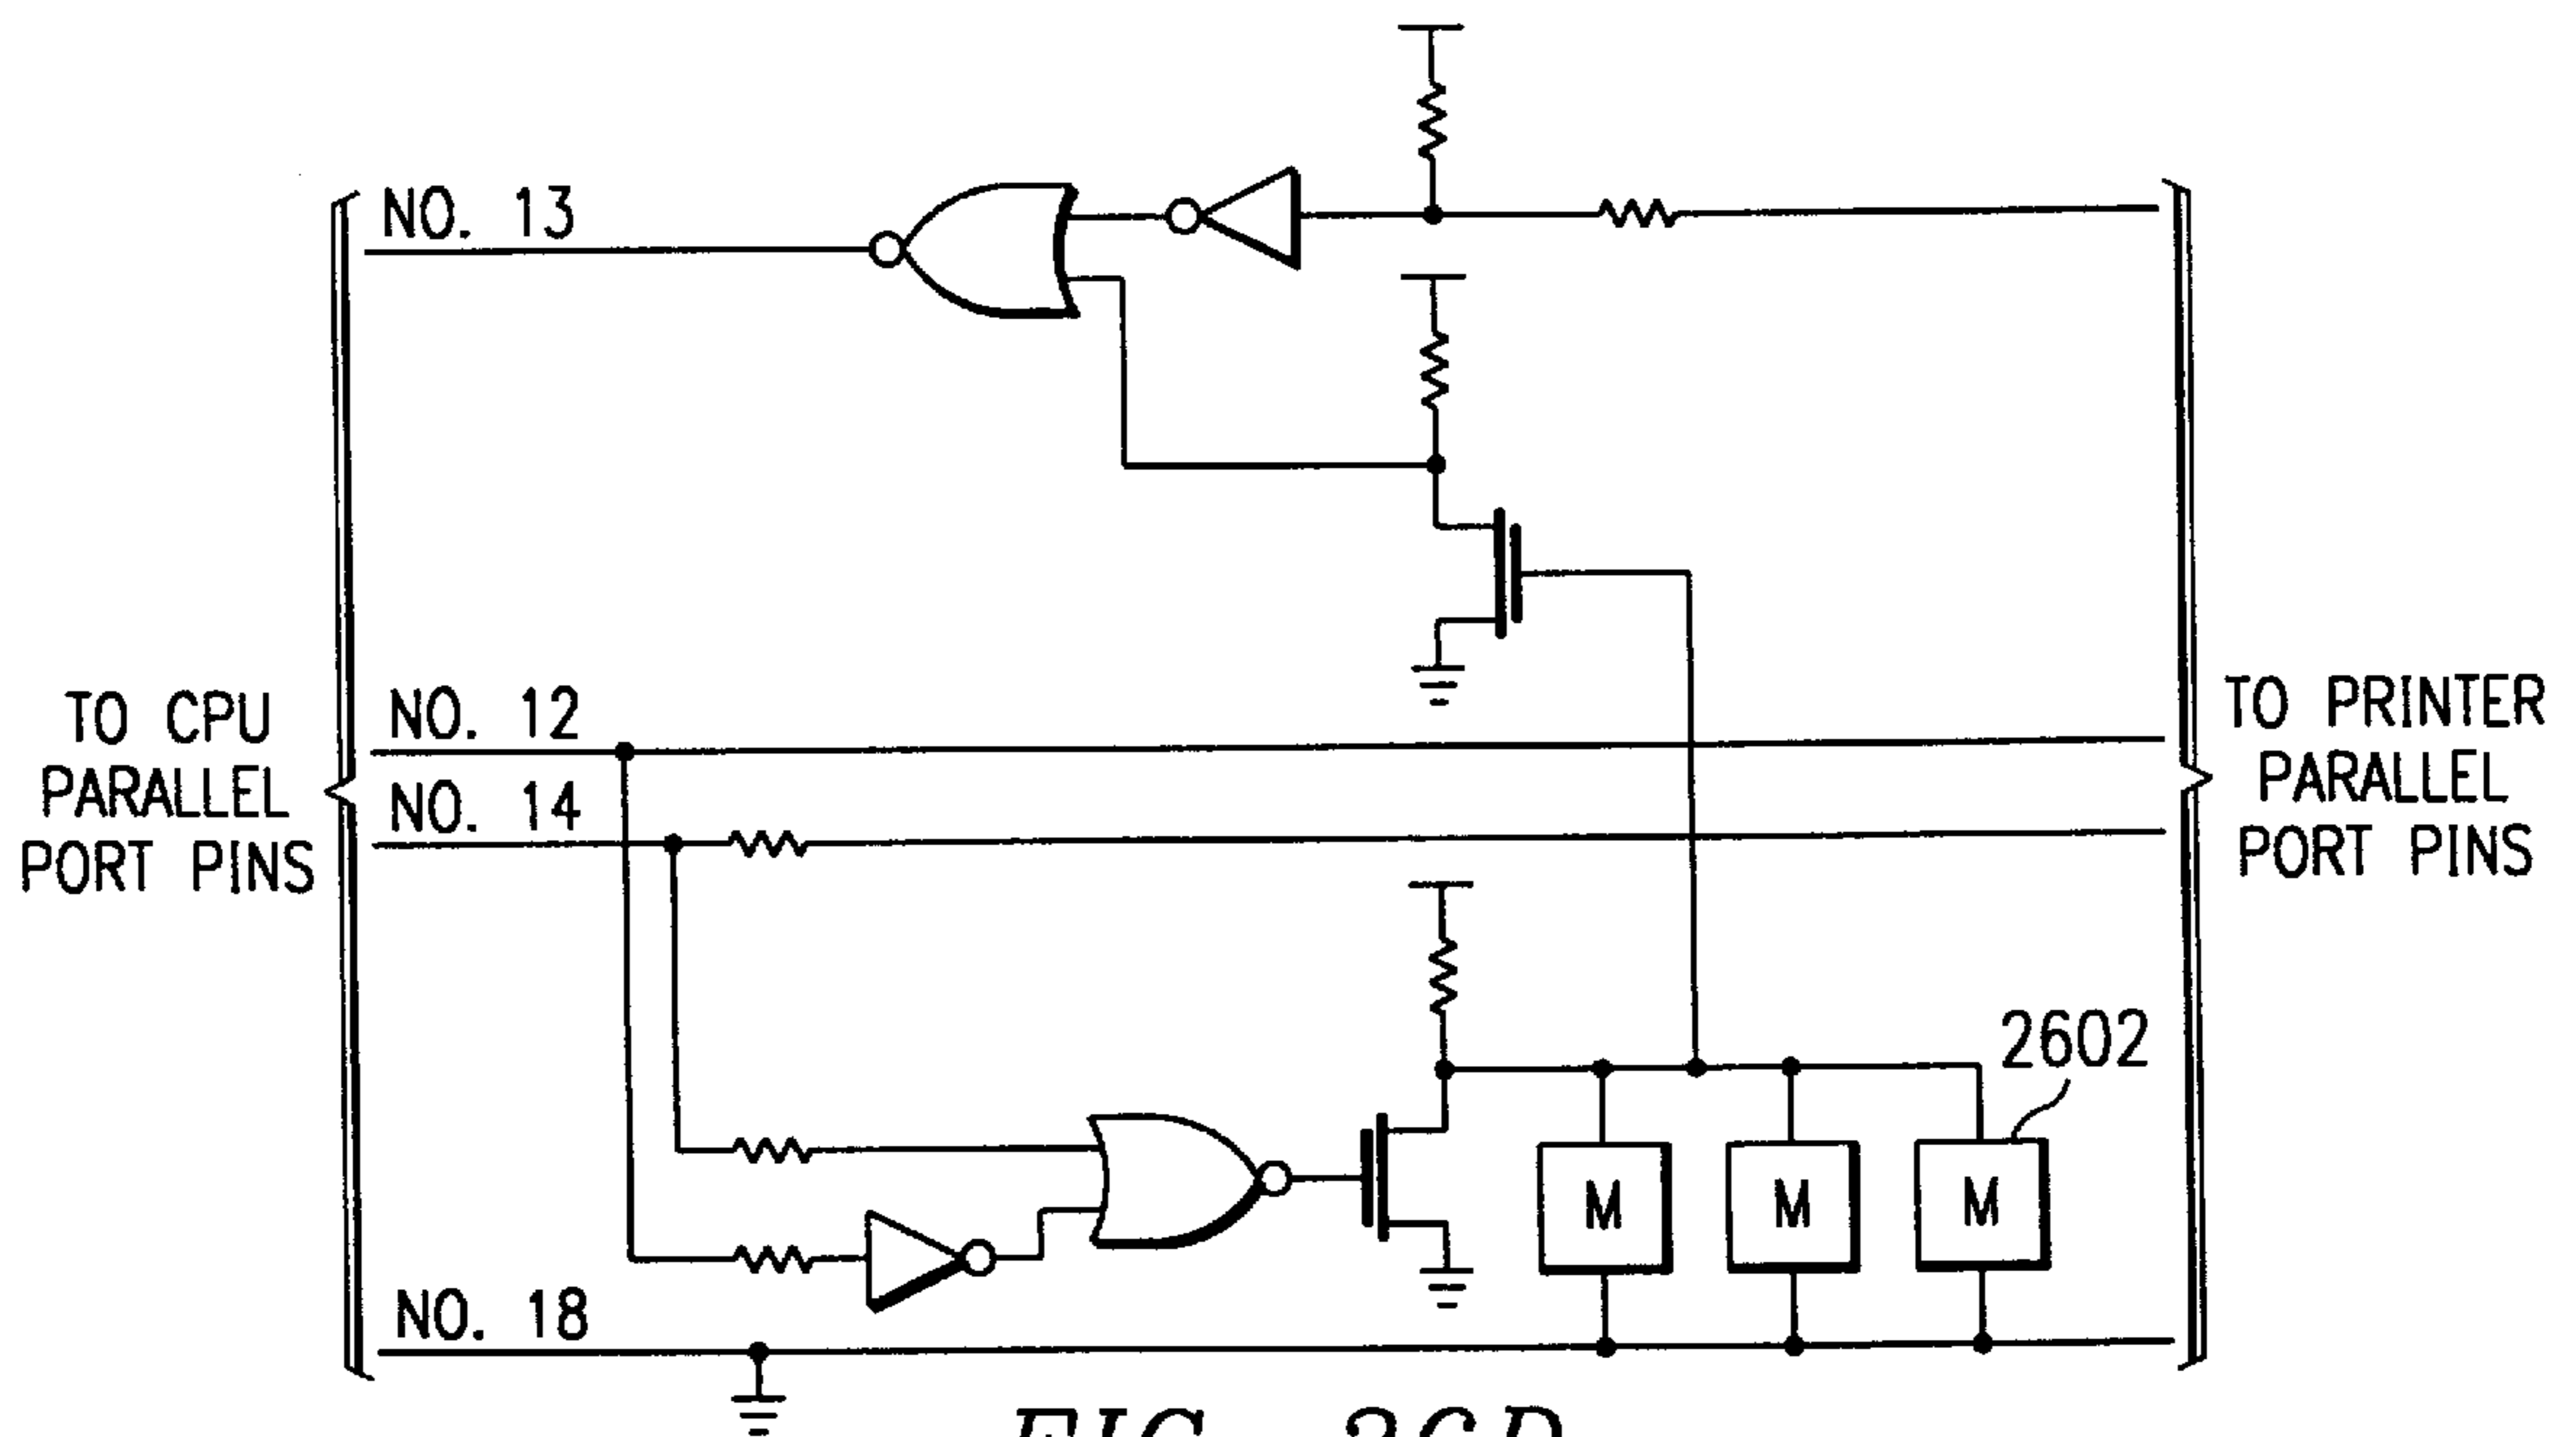 NO. 13
NO. 12
TO CPU
PARALLEL
PORT PINS
NO. 14
TO PRINTER
PARALLEL
PORT PINS
2602
M M M
NO. 18